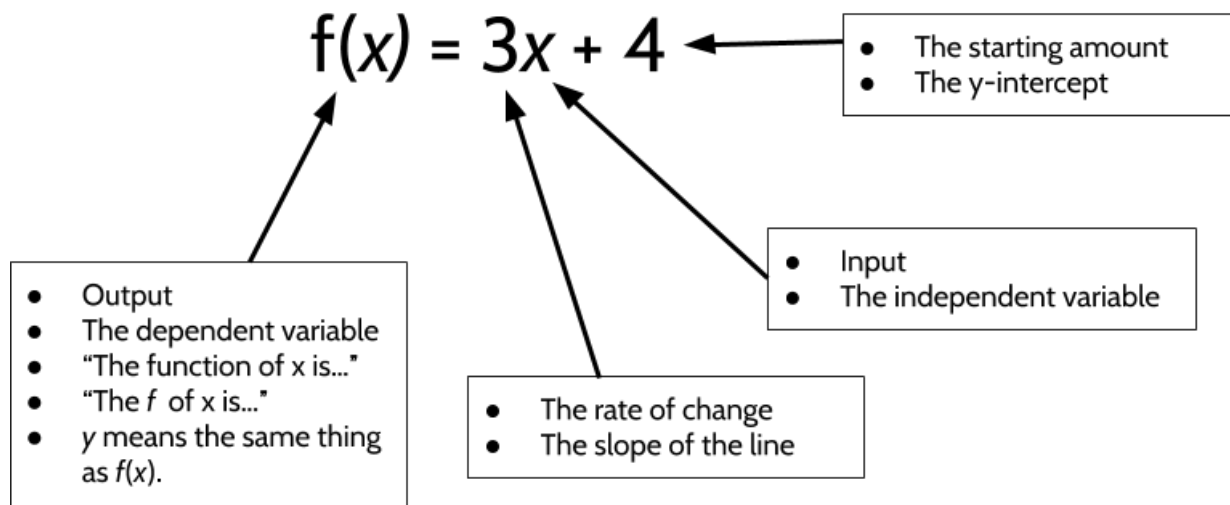 f(x) = 3x + 4
● The starting amount
● The y-intercept
● Input
● The independent variable
● Output
● The dependent variable
● “The function of x is...”
● “The f of x is...”
● y means the same thing
as f(x).
● The rate of change
● The slope of the line